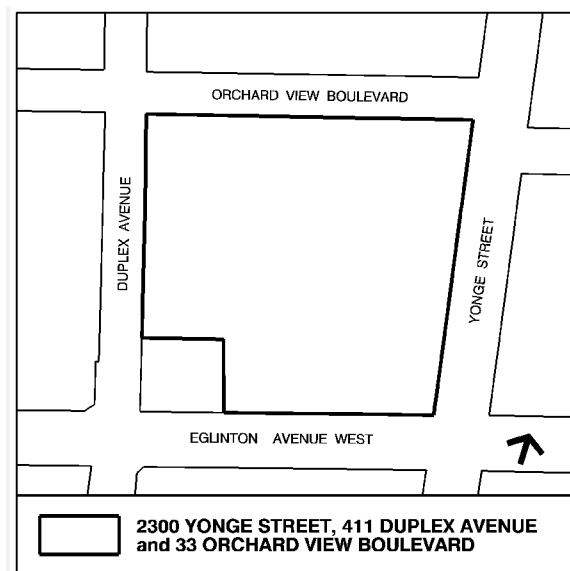 ORCHARD VIEW BOULEVARD
DUPLEX AVENUE
YONGE STREET
EGLINTON AVENUE WEST
2300 YONGE STREET, 411 DUPLEX AVENUE
and 33 ORCHARD VIEW BOULEVARD